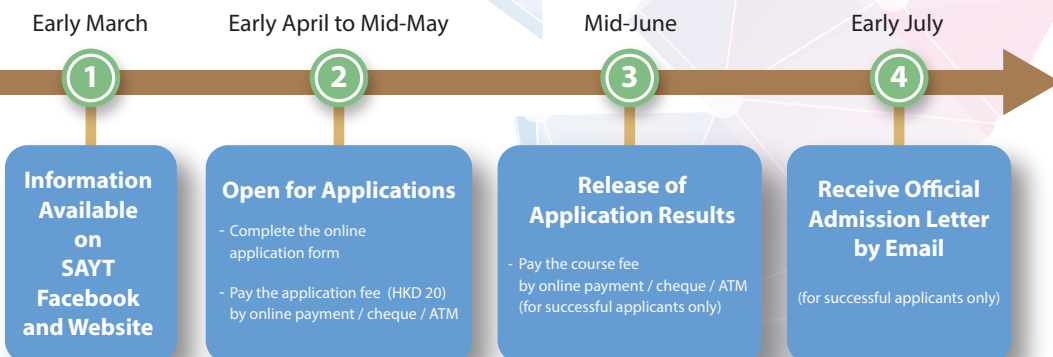 Early March
1
Information
Available
on
SAYT
Facebook
and Website
Early April to Mid-May
2
Open for Applications
- Complete the online
application form
- Pay the application fee (HKD 20)
by online payment / cheque / ATM
Mid-June
3
Release of
Application Results
- Pay the course fee
by online payment / cheque / ATM
(for successful applicants only)
Early July
4
Receive Official
Admission Letter
by Email
(for successful applicants only)